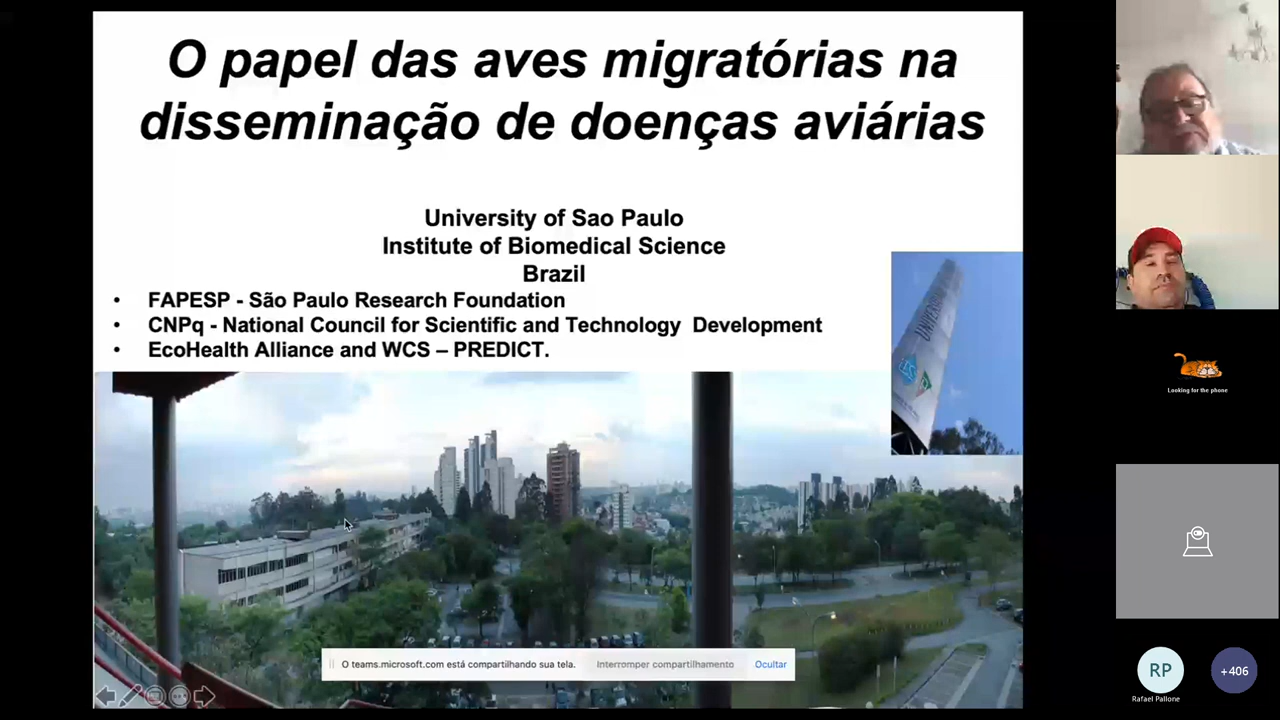 O papel das aves migratórias na
disseminação de doenças aviárias
University of Sao Paulo
Institute of Biomedical Science
Brazil
• FAPESP - São Paulo Research Foundation
• CNPq - National Council for Scientific and Technology Development
• EcoHealth Alliance and WCS – PREDICT.
O teams.microsoft.com está compartilhando sua tela.
Interromper compartilhamento
Ocultar
Looking for the phone
RP
Rafael Pallone
+406